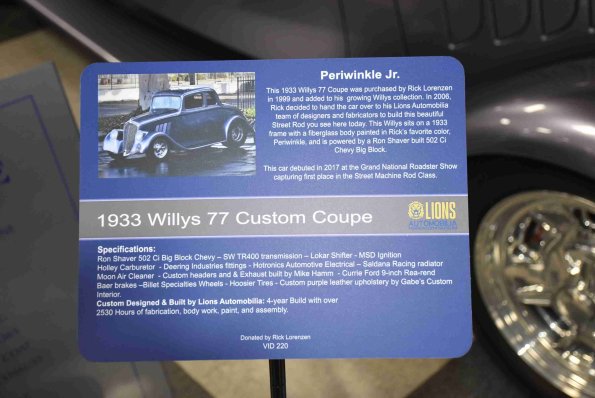 Periwinkle Jr.
This 1933 Willys 77 Coupe was purchased by Rick Lorenzen
in 1999 and added to his growing Willys collection. In 2006,
Rick decided to hand the car over to his Lions Automobilia
team of designers and fabricators to build this beautiful
Street Rod you see here today. This Willys sits on a 1933
frame with a fiberglass body painted in Rick's favorite color,
Periwinkle, and is powered by a Ron Shaver built 502 Ci
Chevy Big Block.
This car debuted in 2017 at the Grand National Roadster Show
capturing first place in the Street Machine Rod Class.
1933 Willys 77 Custom Coupe
LIONS
AUTOMOBILIA
Specifications:
Ron Shaver 502 Ci Big Block Chevy – SW TR400 transmission – Lokar Shifter - MSD Ignition
Holley Carburetor - Deering Industries fittings - Hotronics Automotive Electrical – Saldana Racing radiator
Moon Air Cleaner - Custom headers and & Exhaust built by Mike Hamm - Currie Ford 9-inch Rea-rend
Baer brakes –Billet Specialties Wheels - Hoosier Tires - Custom purple leather upholstery by Gabe's Custom
Interior.
Custom Designed & Built by Lions Automobilia: 4-year Build with over
2530 Hours of fabrication, body work, paint, and assembly.
Donated by Rick Lorenzen
VID 220